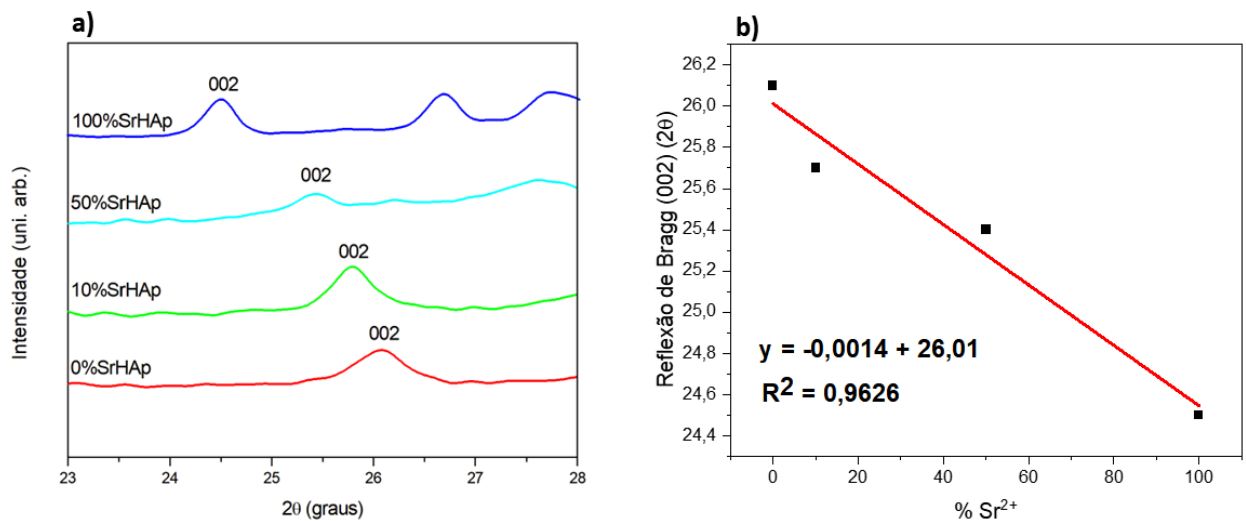 a)
002
100%SrHAp
002
50%SrHAp
002
10%SrHAp
002
0%SrHAp
Intensidade (uni. arb.)
23 24 25 26 27 28
2θ (graus)
b)
26,2
26,0
25,8
25,6
25,4
25,2
25,0
24,8
24,6
24,4
Reflexão de Bragg (002) (2θ)
y = -0,0014 + 26,01
R² = 0,9626
0 20 40 60 80 100
% Sr²⁺